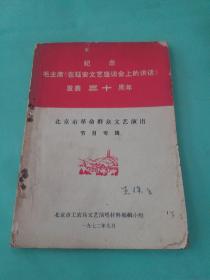 纪念
毛主席《在延安文艺座谈会上的讲话》
发表三十周年
北京市革命群众文艺演出
节目专辑
北京市工农兵文艺演唱材料编辑小组
一九七二年五月